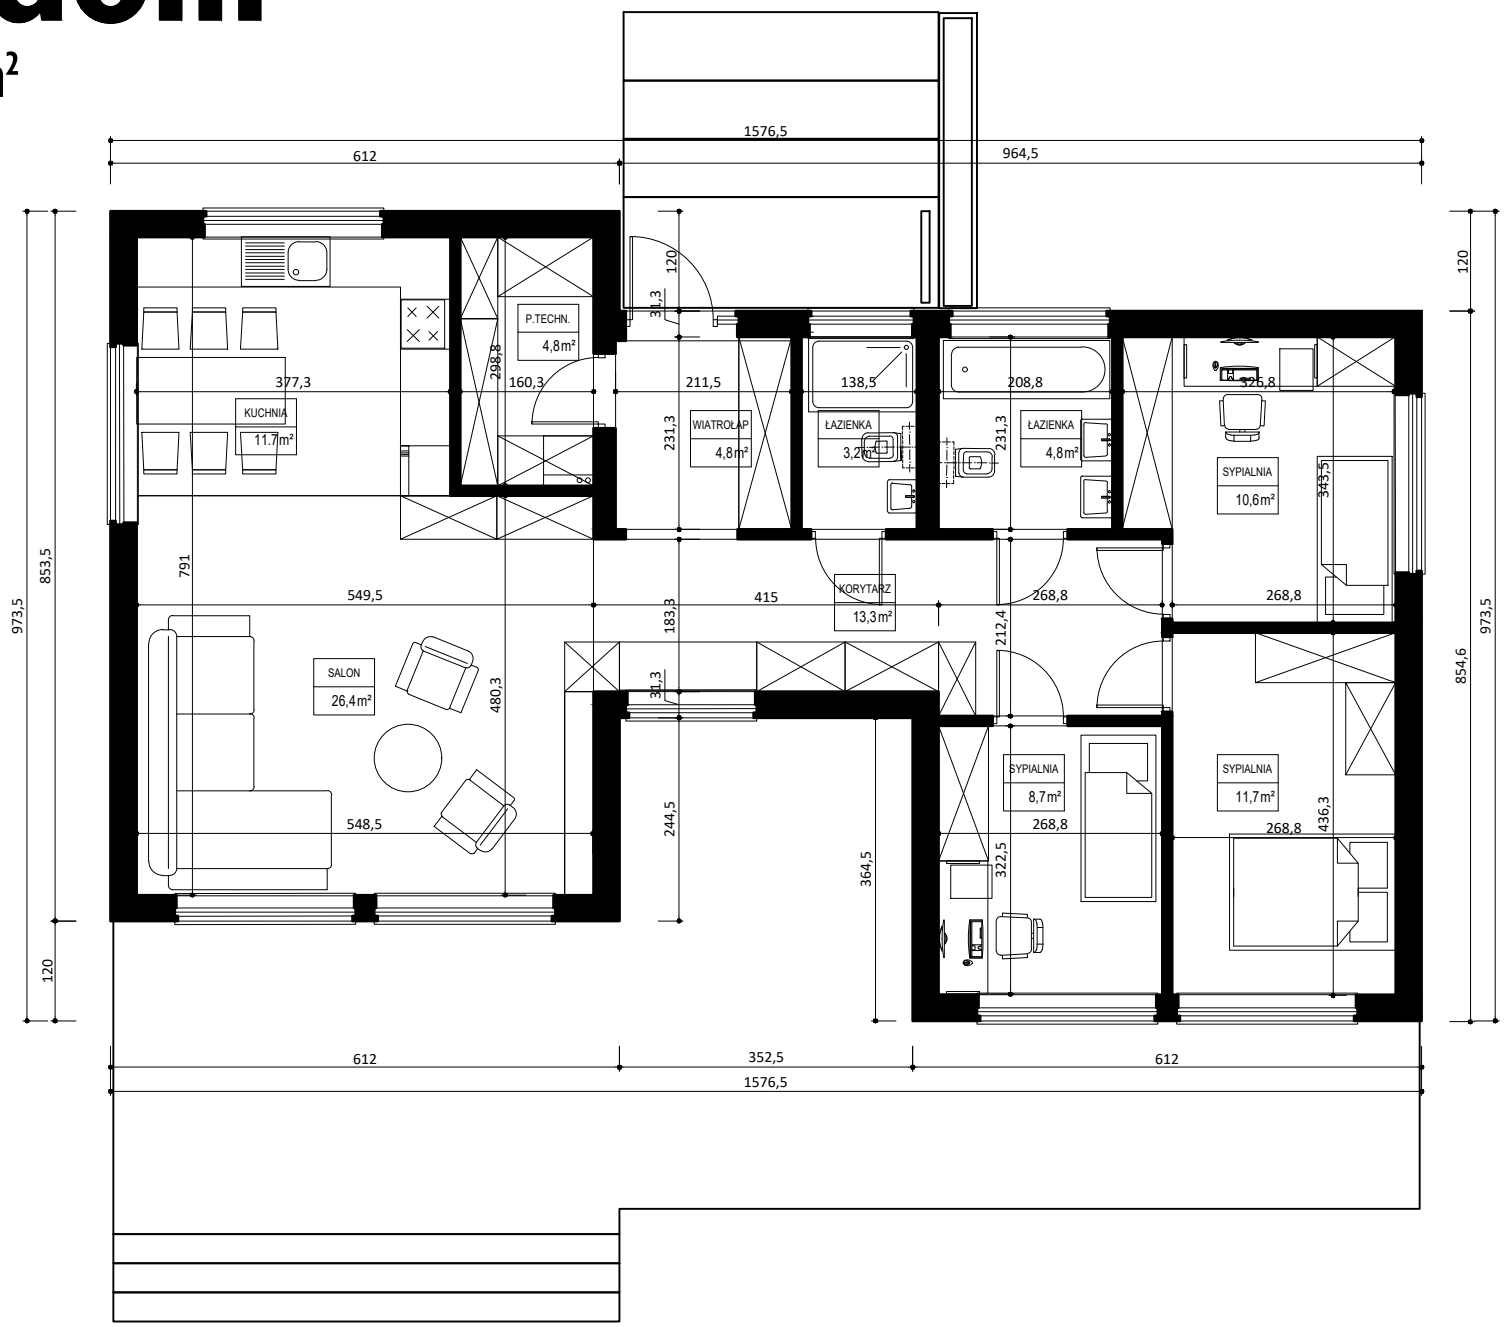 1576,5
612
964,5
120
31,3
120
P.TECHN.
4,8m²
298,8
377,3
160,3
211,5
138,5
208,8
326,8
KUCHNIA
11.7m²
231,3
WIATROŁAP
4,8m²
ŁAZIENKA
3,2m²
231,3
ŁAZIENKA
4,8m²
SYPIALNIA
10,6m²
343,5
973,5
853,5
791
549,5
415
183,3
KORYTARZ
13,3m²
268,8
212,4
268,8
973,5
854,6
SALON
26,4m²
480,3
31,3
548,5
244,5
364,5
SYPIALNIA
8,7m²
268,8
322,5
SYPIALNIA
11,7m²
268,8
436,3
120
612
352,5
612
1576,5